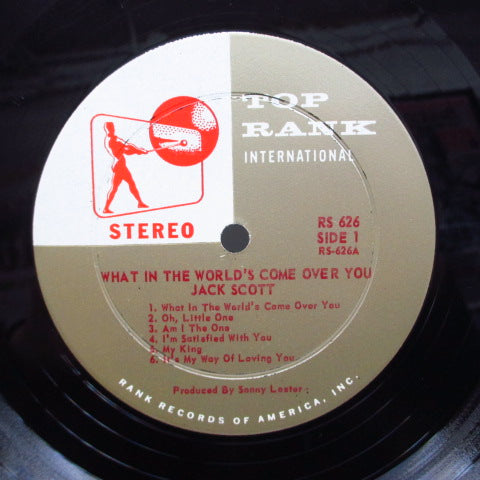 TOP
RANK
INTERNATIONAL
STEREO
RS 626
SIDE 1
RS-626A
WHAT IN THE WORLD'S COME OVER YOU
JACK SCOTT
1. What In The World's Come Over You
2. Oh, Little One
3. Am I The One
4. I'm Satisfied With You
5. My King
6. It's My Way Of Loving You
Produced By Sonny Lester
RANK RECORDS OF AMERICA, INC.